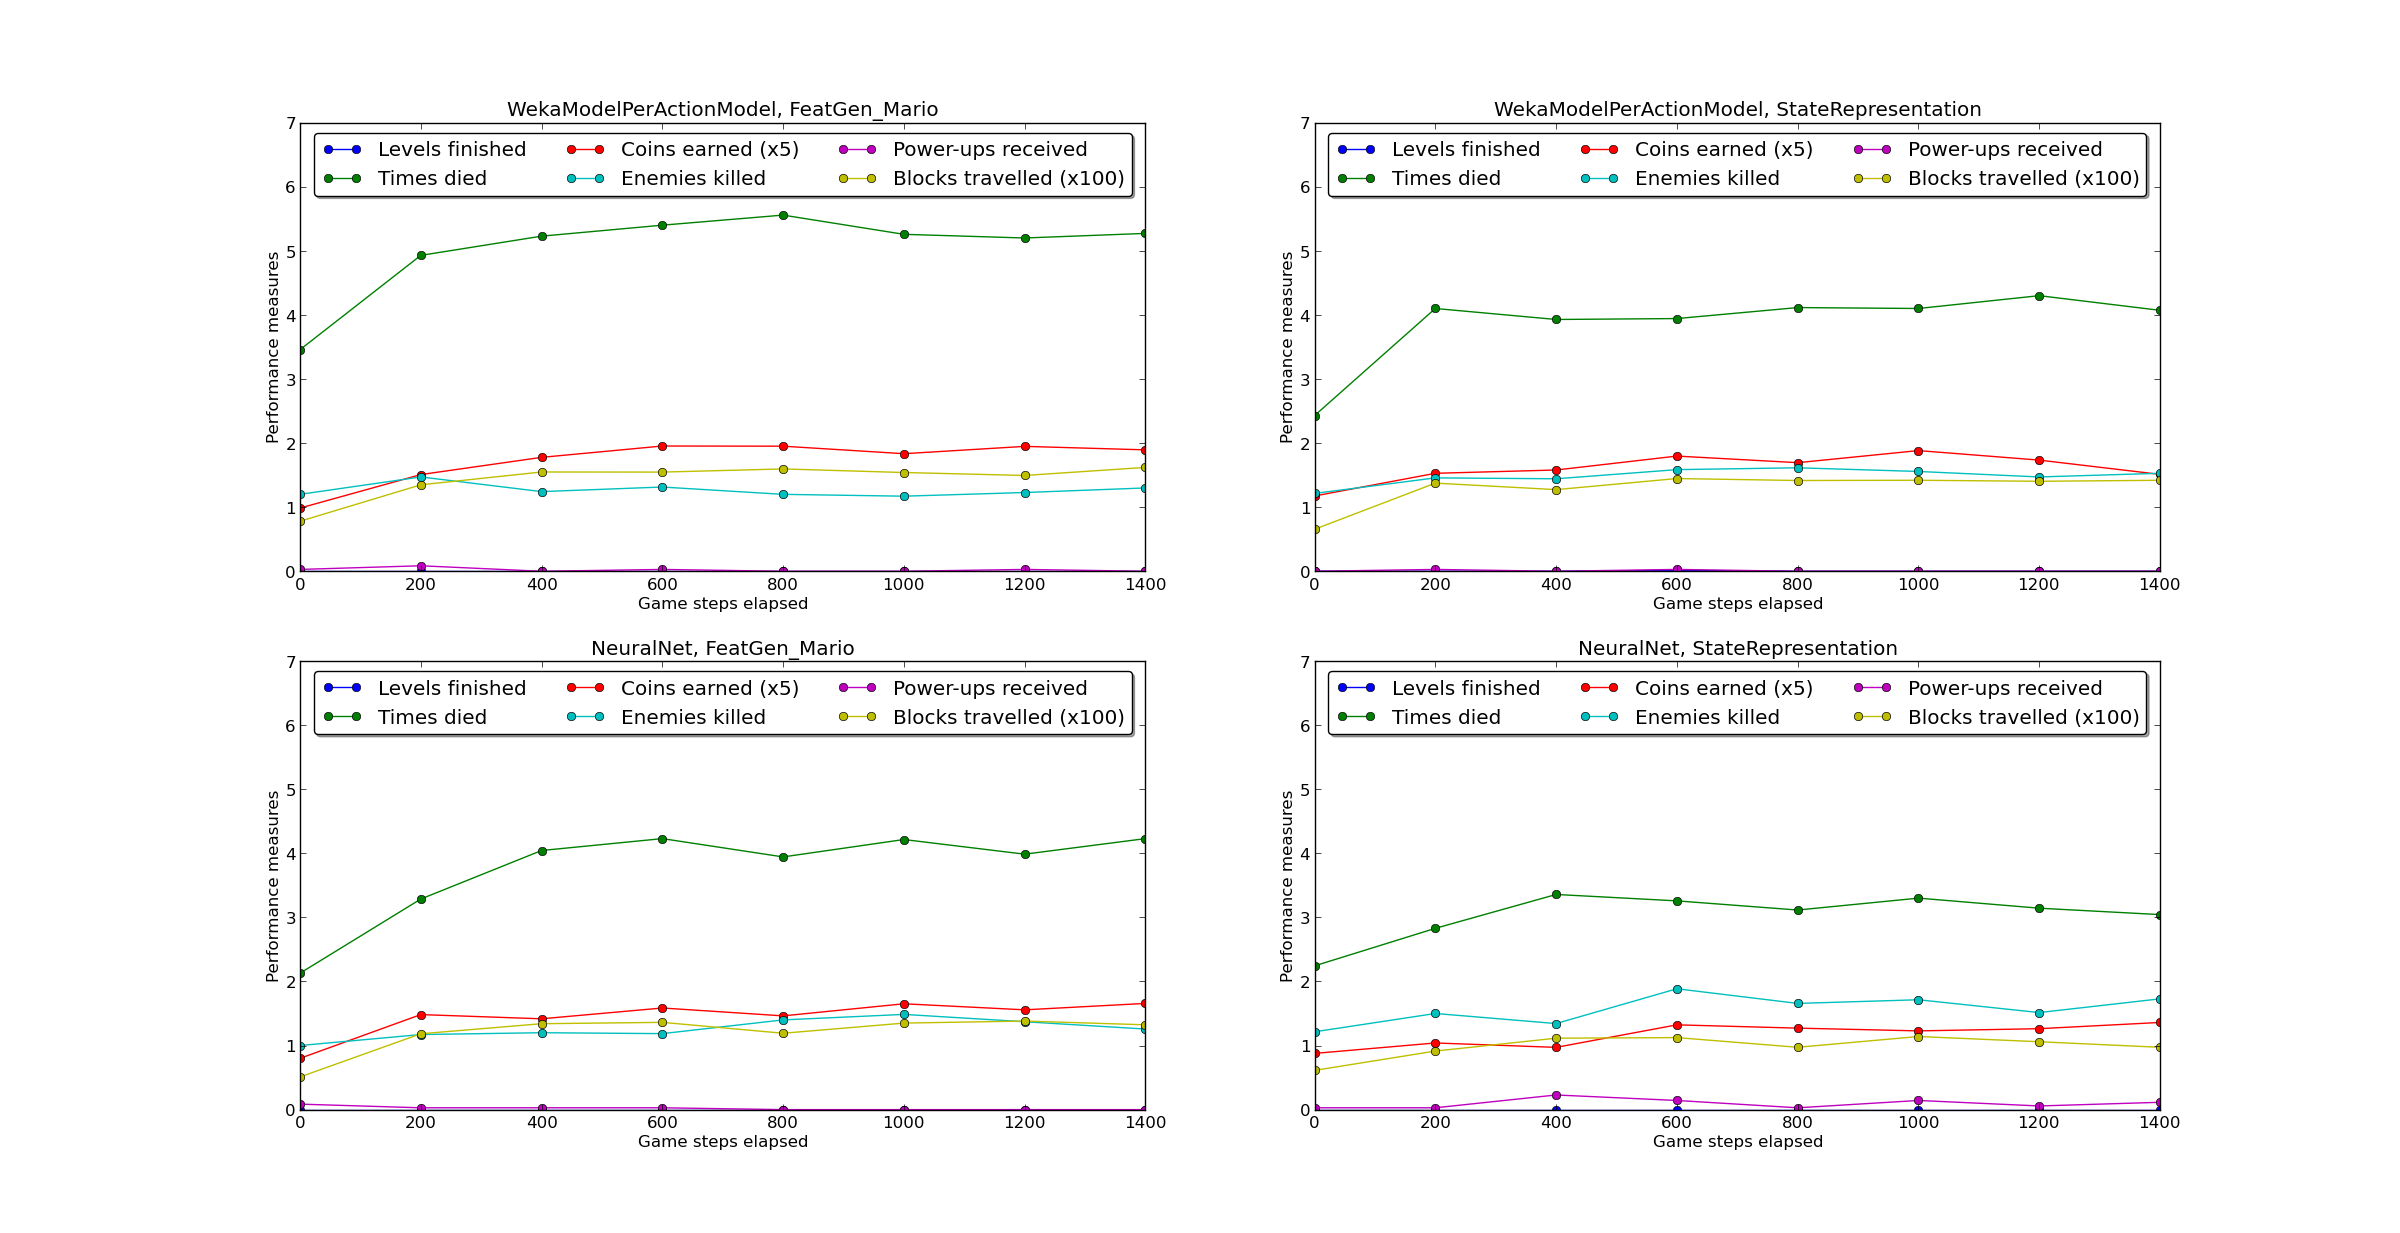 WekaModelPerActionModel, FeatGen_Mario
Levels finished Coins earned (x5) Power-ups received
Times died Enemies killed Blocks travelled (x100)
7
6
5
4
3
2
1
0
Performance measures
0 200 400 600 800 1000 1200 1400
Game steps elapsed
WekaModelPerActionModel, StateRepresentation
Levels finished Coins earned (x5) Power-ups received
Times died Enemies killed Blocks travelled (x100)
7
6
5
4
3
2
1
0
Performance measures
0 200 400 600 800 1000 1200 1400
Game steps elapsed
NeuralNet, FeatGen_Mario
Levels finished Coins earned (x5) Power-ups received
Times died Enemies killed Blocks travelled (x100)
7
6
5
4
3
2
1
0
Performance measures
0 200 400 600 800 1000 1200 1400
Game steps elapsed
NeuralNet, StateRepresentation
Levels finished Coins earned (x5) Power-ups received
Times died Enemies killed Blocks travelled (x100)
7
6
5
4
3
2
1
0
Performance measures
0 200 400 600 800 1000 1200 1400
Game steps elapsed